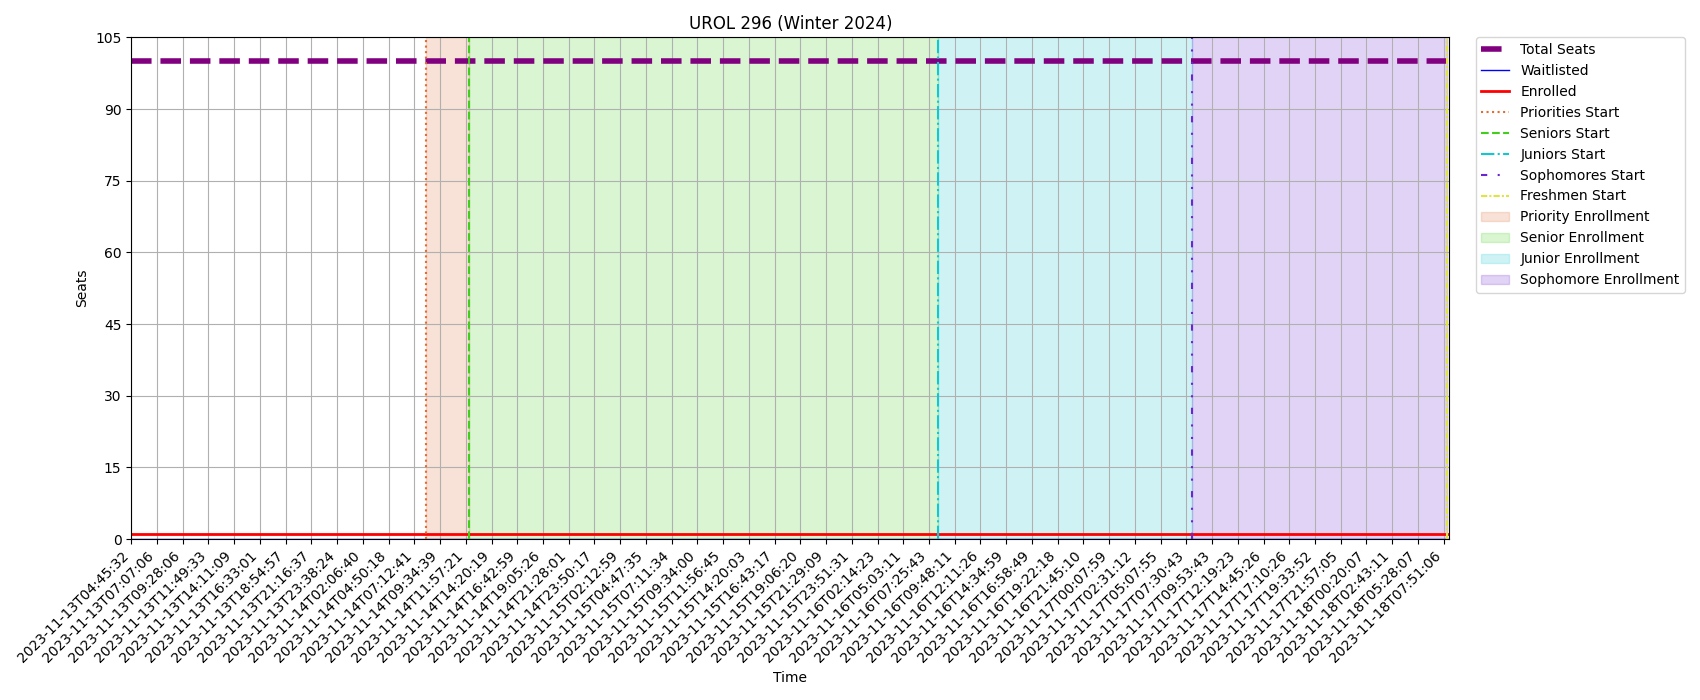 UROL 296 (Winter 2024)
105
90
75
60
45
30
15
0
Seats
Total Seats
Waitlisted
Enrolled
Priorities Start
Seniors Start
Juniors Start
Sophomores Start
Freshmen Start
Priority Enrollment
Senior Enrollment
Junior Enrollment
Sophomore Enrollment
2023-11-13T04:45:32
2023-11-13T07:07:06
2023-11-13T09:28:06
2023-11-13T11:49:33
2023-11-13T14:11:09
2023-11-13T16:33:01
2023-11-13T18:54:57
2023-11-13T21:16:37
2023-11-13T23:38:24
2023-11-14T02:06:40
2023-11-14T04:50:18
2023-11-14T07:12:41
2023-11-14T09:34:39
2023-11-14T11:57:21
2023-11-14T14:20:19
2023-11-14T16:42:59
2023-11-14T19:05:26
2023-11-14T21:28:01
2023-11-14T23:50:17
2023-11-15T02:12:59
2023-11-15T04:47:35
2023-11-15T07:11:34
2023-11-15T09:34:00
2023-11-15T11:56:45
2023-11-15T14:20:03
2023-11-15T16:43:17
2023-11-15T19:06:20
2023-11-15T21:29:09
2023-11-15T23:51:31
2023-11-16T02:14:23
2023-11-16T05:03:11
2023-11-16T07:25:43
2023-11-16T09:48:11
2023-11-16T12:11:26
2023-11-16T14:34:59
2023-11-16T16:58:49
2023-11-16T19:22:18
2023-11-16T21:45:10
2023-11-17T00:07:59
2023-11-17T02:31:12
2023-11-17T05:07:55
2023-11-17T07:30:43
2023-11-17T09:53:43
2023-11-17T12:19:23
2023-11-17T14:45:26
2023-11-17T17:10:26
2023-11-17T19:33:52
2023-11-17T21:57:05
2023-11-18T00:20:07
2023-11-18T02:43:11
2023-11-18T05:28:07
2023-11-18T07:51:06
Time